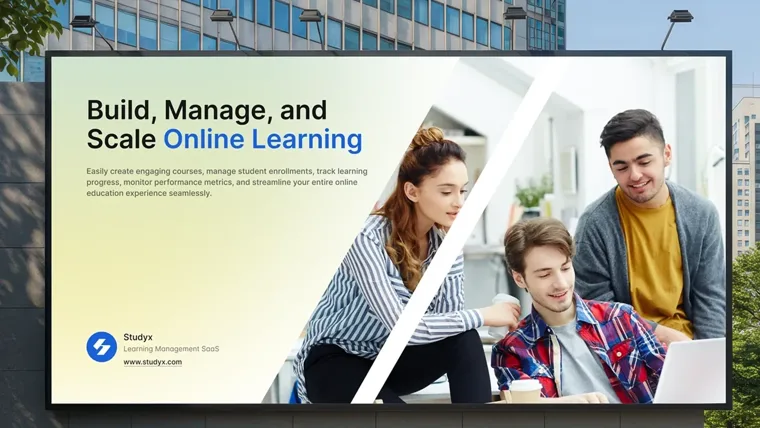 Build, Manage, and
Scale Online Learning
Easily create engaging courses, manage student enrollments, track learning
progress, monitor performance metrics, and streamline your entire online
education experience seamlessly.
Studyx
Learning Management SaaS
www.studyx.com